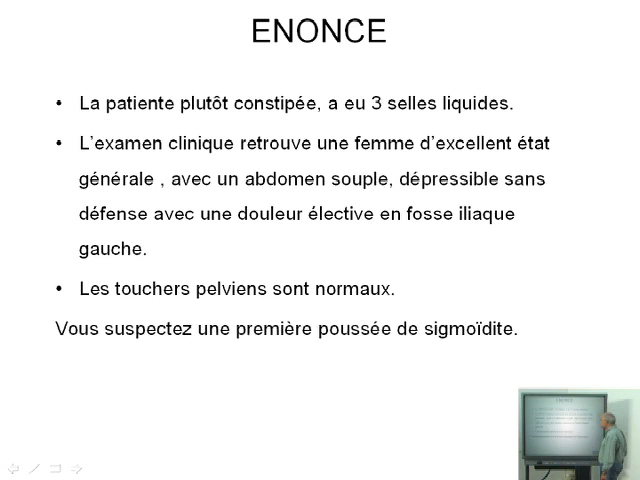 ENONCE
• La patiente plutôt constipée, a eu 3 selles liquides.
• L'examen clinique retrouve une femme d'excellent état
générale , avec un abdomen souple, dépressible sans
défense avec une douleur élective en fosse iliaque
gauche.
• Les touchers pelviens sont normaux.
Vous suspectez une première poussée de sigmoïdite.